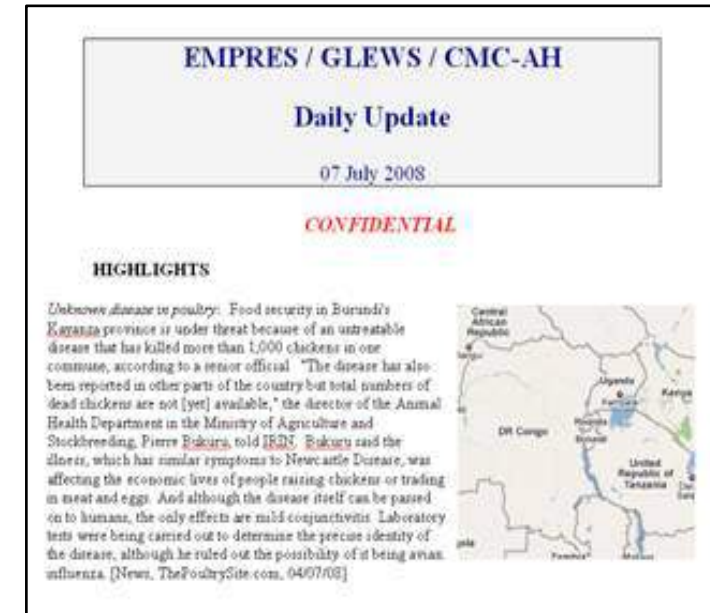 EMPRES / GLEWS / CMC-AH
Daily Update
07 July 2008
CONFIDENTIAL
HIGHLIGHTS
Unknown disease in poultry: Food security in Burundi's
Kayanza province is under threat because of an untreatable
disease that has killed more than 1,000 chickens in one
commune, according to a senior official. "The disease has also
been reported in other parts of the country but total numbers of
dead chickens are not [yet] available," the director of the Animal
Health Department in the Ministry of Agriculture and
Stockbreeding, Pierre Bukuru, told IRIN. Bukuru said the
illness, which has similar symptoms to Newcastle Disease, was
affecting the economic lives of people raising chickens or trading
in meat and eggs. And although the disease itself can be passed
on to humans, the only effects are mild conjunctivitis. Laboratory
tests were being carried out to determine the precise identity of
the disease, although he ruled out the possibility of it being avian
influenza. [News, ThePoultrySite.com, 04/07/08]
Central
African
Republic
Uganda
Kampala
Kenya
DR Congo
Rwanda
Burundi
United
Republic of
Tanzania